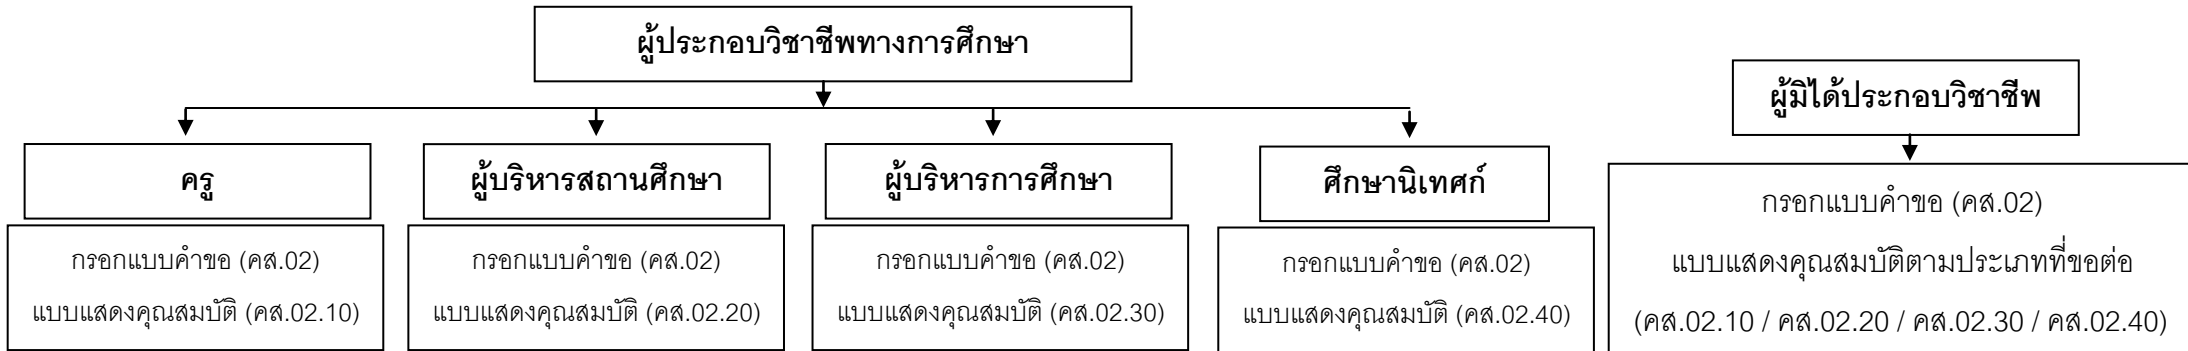 ผู้ประกอบวิชาชีพทางการศึกษา
ครู
กรอกแบบคำขอ (คส.02)
แบบแสดงคุณสมบัติ (คส.02.10)
ผู้บริหารสถานศึกษา
กรอกแบบคำขอ (คส.02)
แบบแสดงคุณสมบัติ (คส.02.20)
ผู้บริหารการศึกษา
กรอกแบบคำขอ (คส.02)
แบบแสดงคุณสมบัติ (คส.02.30)
ศึกษานิเทศก์
กรอกแบบคำขอ (คส.02)
แบบแสดงคุณสมบัติ (คส.02.40)
ผู้มิได้ประกอบวิชาชีพ
กรอกแบบคำขอ (คส.02)
แบบแสดงคุณสมบัติตามประเภทที่ขอต่อ
(คส.02.10 / คส.02.20 / คส.02.30 / คส.02.40)